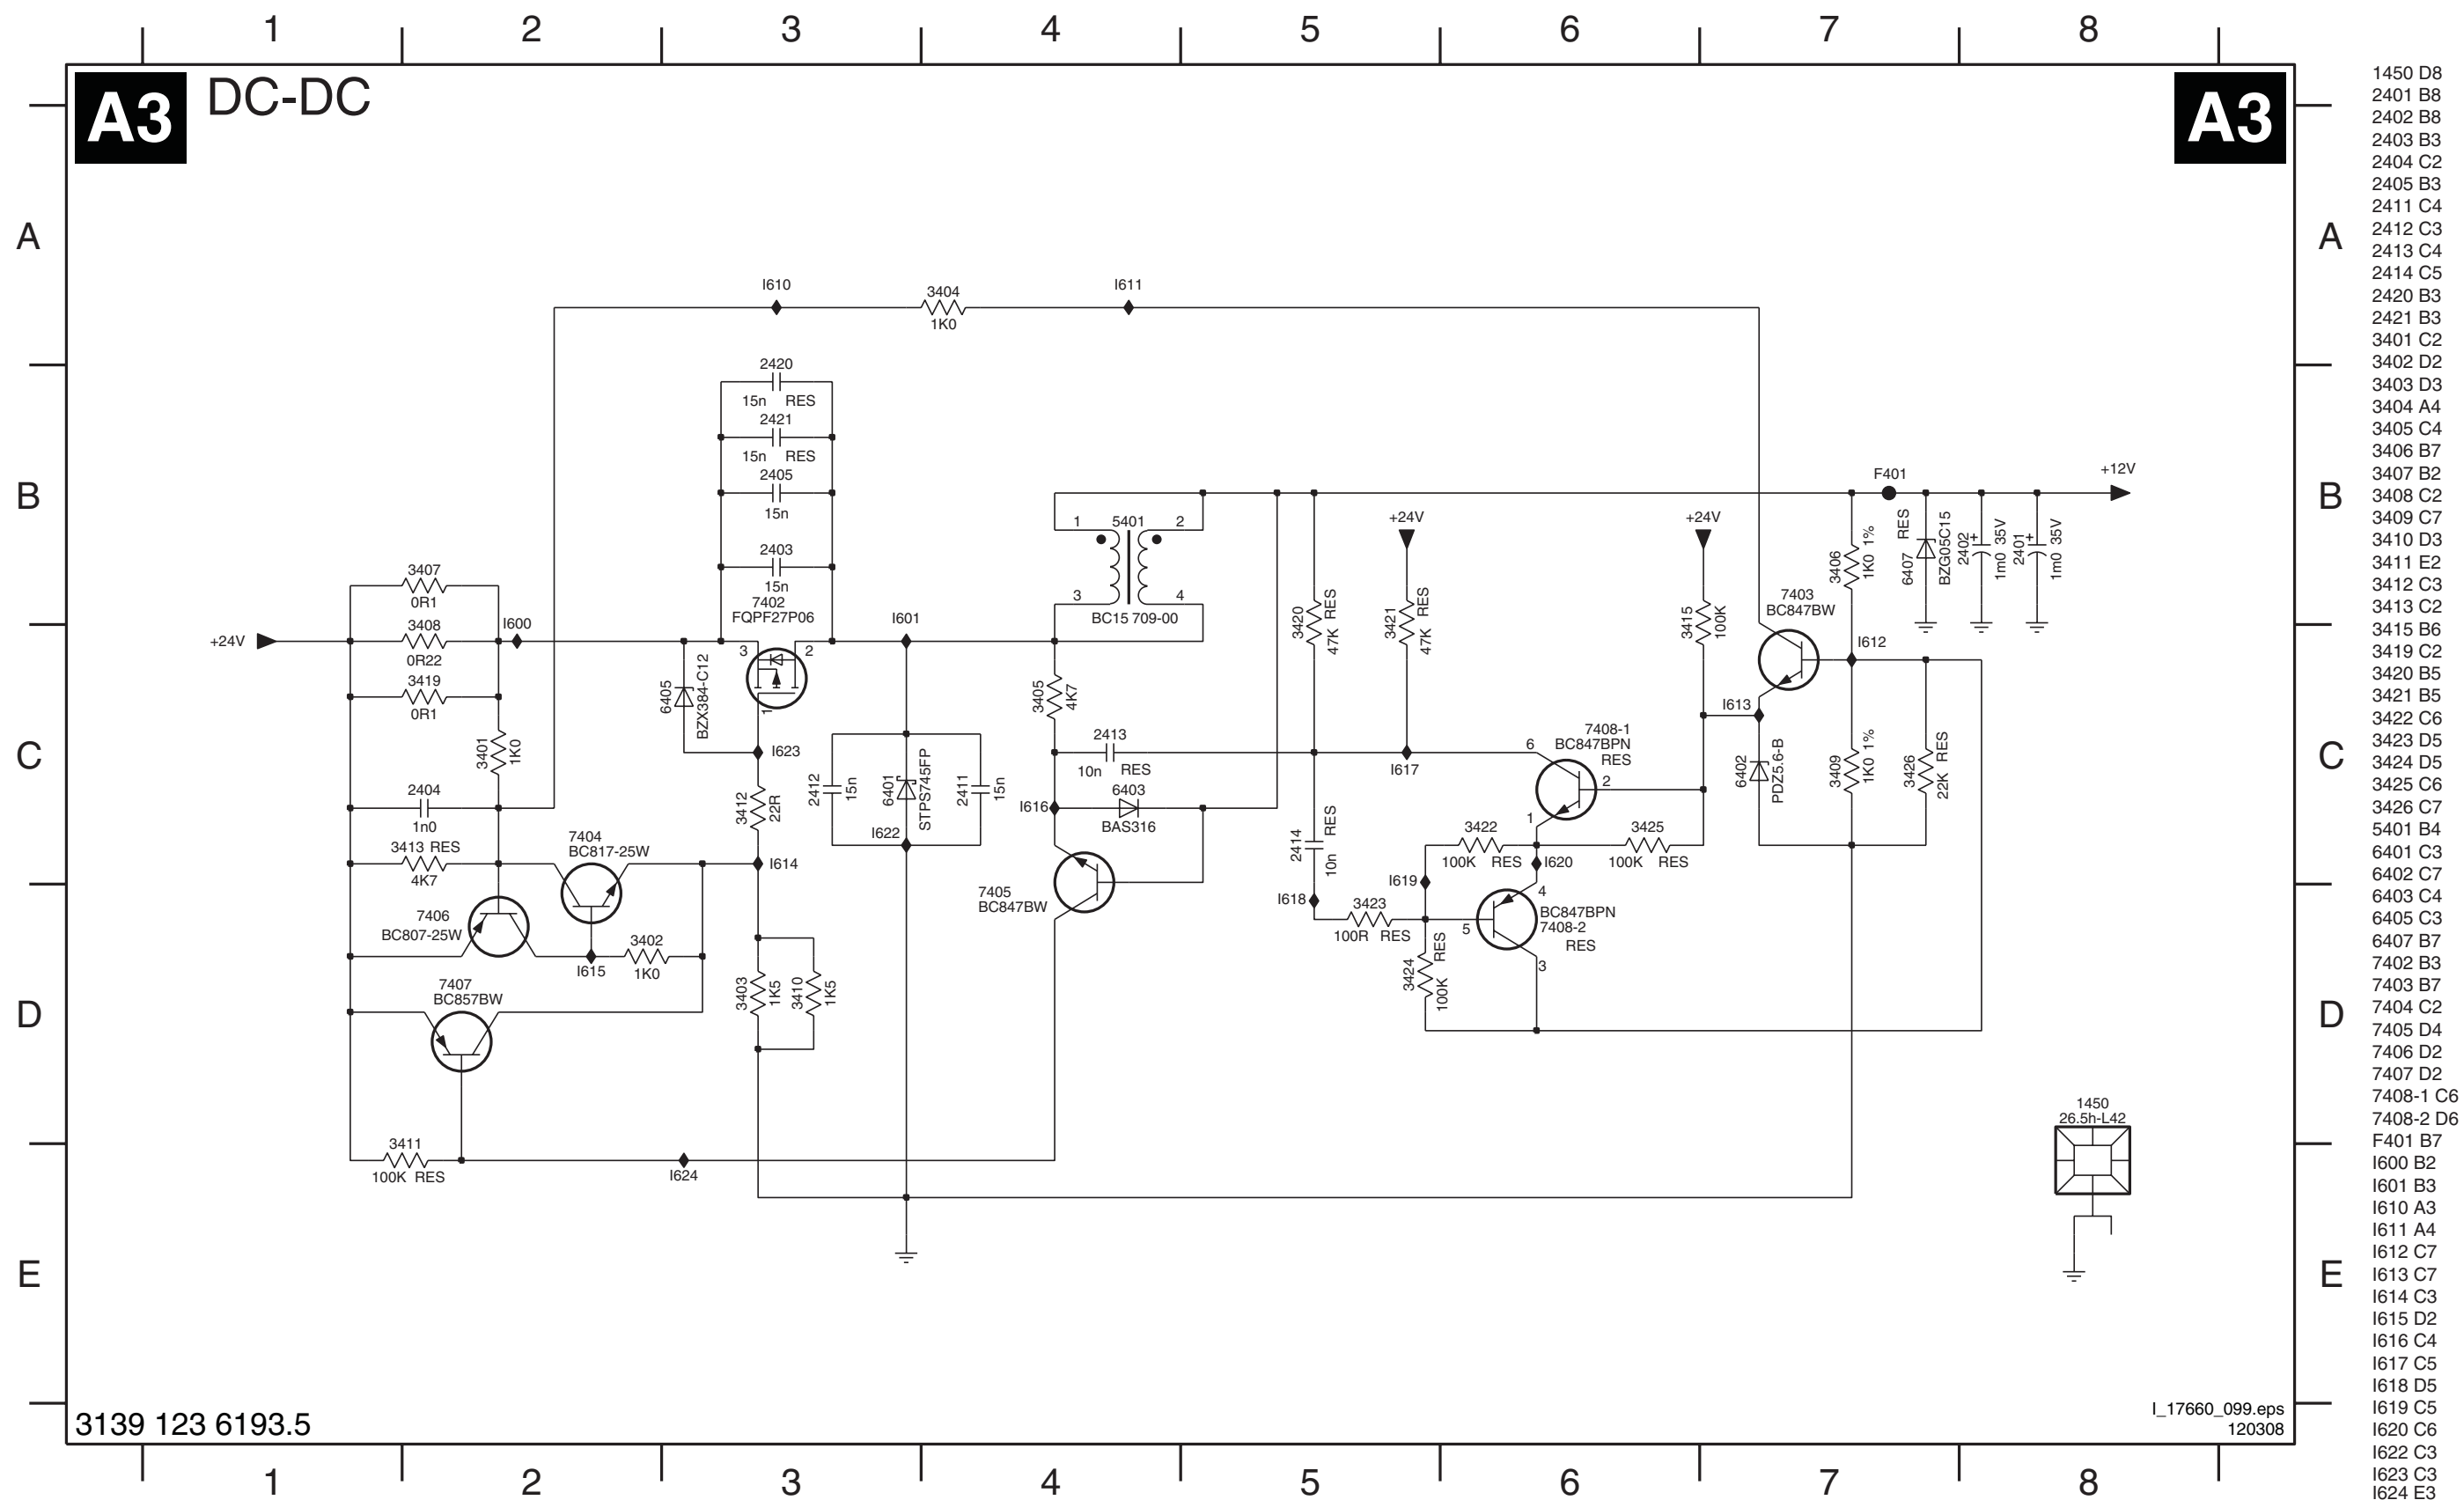 1 2 3 4 5 6 7 8
A3 DC-DC A3
A A
I610 3404 I611
1K0
2420
15n RES
2421
15n RES
2405
15n
2403
15n
B B
F401 +12V
1 5401 2
+24V +24V
3 4
BC15 709-00
3406 1K0 1%
6407 BZG05C15 RES
2402 + 1m0 35V
2401 + 1m0 35V
3407
0R1
7402
FQPF27P06
7403
BC847BW
3420 47K RES
3421 47K RES
3415 100K
+24V
3408
0R22
I600
I601
I612
3419
0R1
3 2
1
6405 BZX384-C12
3405 4K7
I613
C C
3401 1K0
I623
2413
10n RES
I617
7408-1
BC847BPN
RES
6 2
1
6402 PDZ5.6-B
3409 1K0 1%
3426 22K RES
2404
1n0
3412 22R
2412 15n
6401 STPS745FP
2411 15n
I616
6403
BAS316
I622
3413 RES
4K7
7404
BC817-25W
I614
2414 10n RES
3422
100K RES
3425
100K RES
I620
I619
7405
BC847BW
I618
4
7406
BC807-25W
3402
1K0
I615
3423
100R RES
5
BC847BPN
7408-2
RES
3
3424 100K RES
7407
BC857BW
3403 1K5
3410 1K5
D D
1450
26.5h-L42
3411
100K RES
I624
E E
3139 123 6193.5
I_17660_099.eps
120308
1 2 3 4 5 6 7 8
1450 D8
2401 B8
2402 B8
2403 B3
2404 C2
2405 B3
2411 C4
2412 C3
2413 C4
2414 C5
2420 B3
2421 B3
3401 C2
3402 D2
3403 D3
3404 A4
3405 C4
3406 B7
3407 B2
3408 C2
3409 C7
3410 D3
3411 E2
3412 C3
3413 C2
3415 B6
3419 C2
3420 B5
3421 B5
3422 C6
3423 D5
3424 D5
3425 C6
3426 C7
5401 B4
6401 C3
6402 C7
6403 C4
6405 C3
6407 B7
7402 B3
7403 B7
7404 C2
7405 D4
7406 D2
7407 D2
7408-1 C6
7408-2 D6
F401 B7
I600 B2
I601 B3
I610 A3
I611 A4
I612 C7
I613 C7
I614 C3
I615 D2
I616 C4
I617 C5
I618 D5
I619 C5
I620 C6
I622 C3
I623 C3
I624 E3